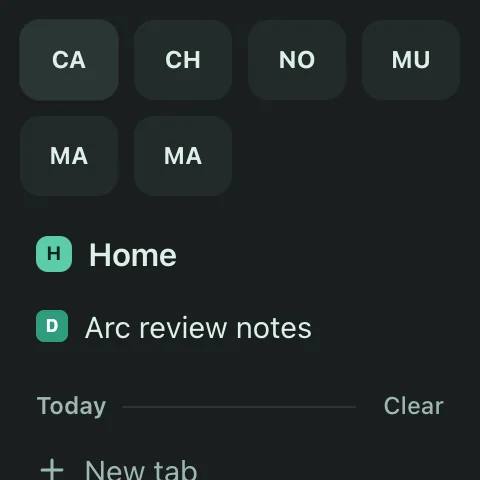 CA CH NO MU
MA MA
H Home
D Arc review notes
Today Clear
+ New tab